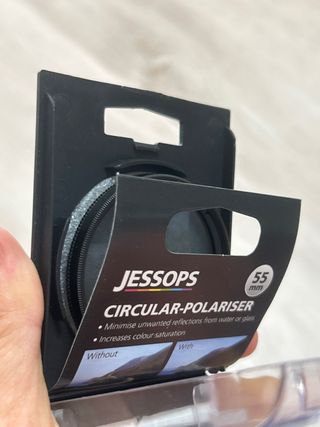 JESSOPS
55
mm
CIRCULAR-POLARISER
• Minimise unwanted reflections from water or glass
• Increases colour saturation
Without
With